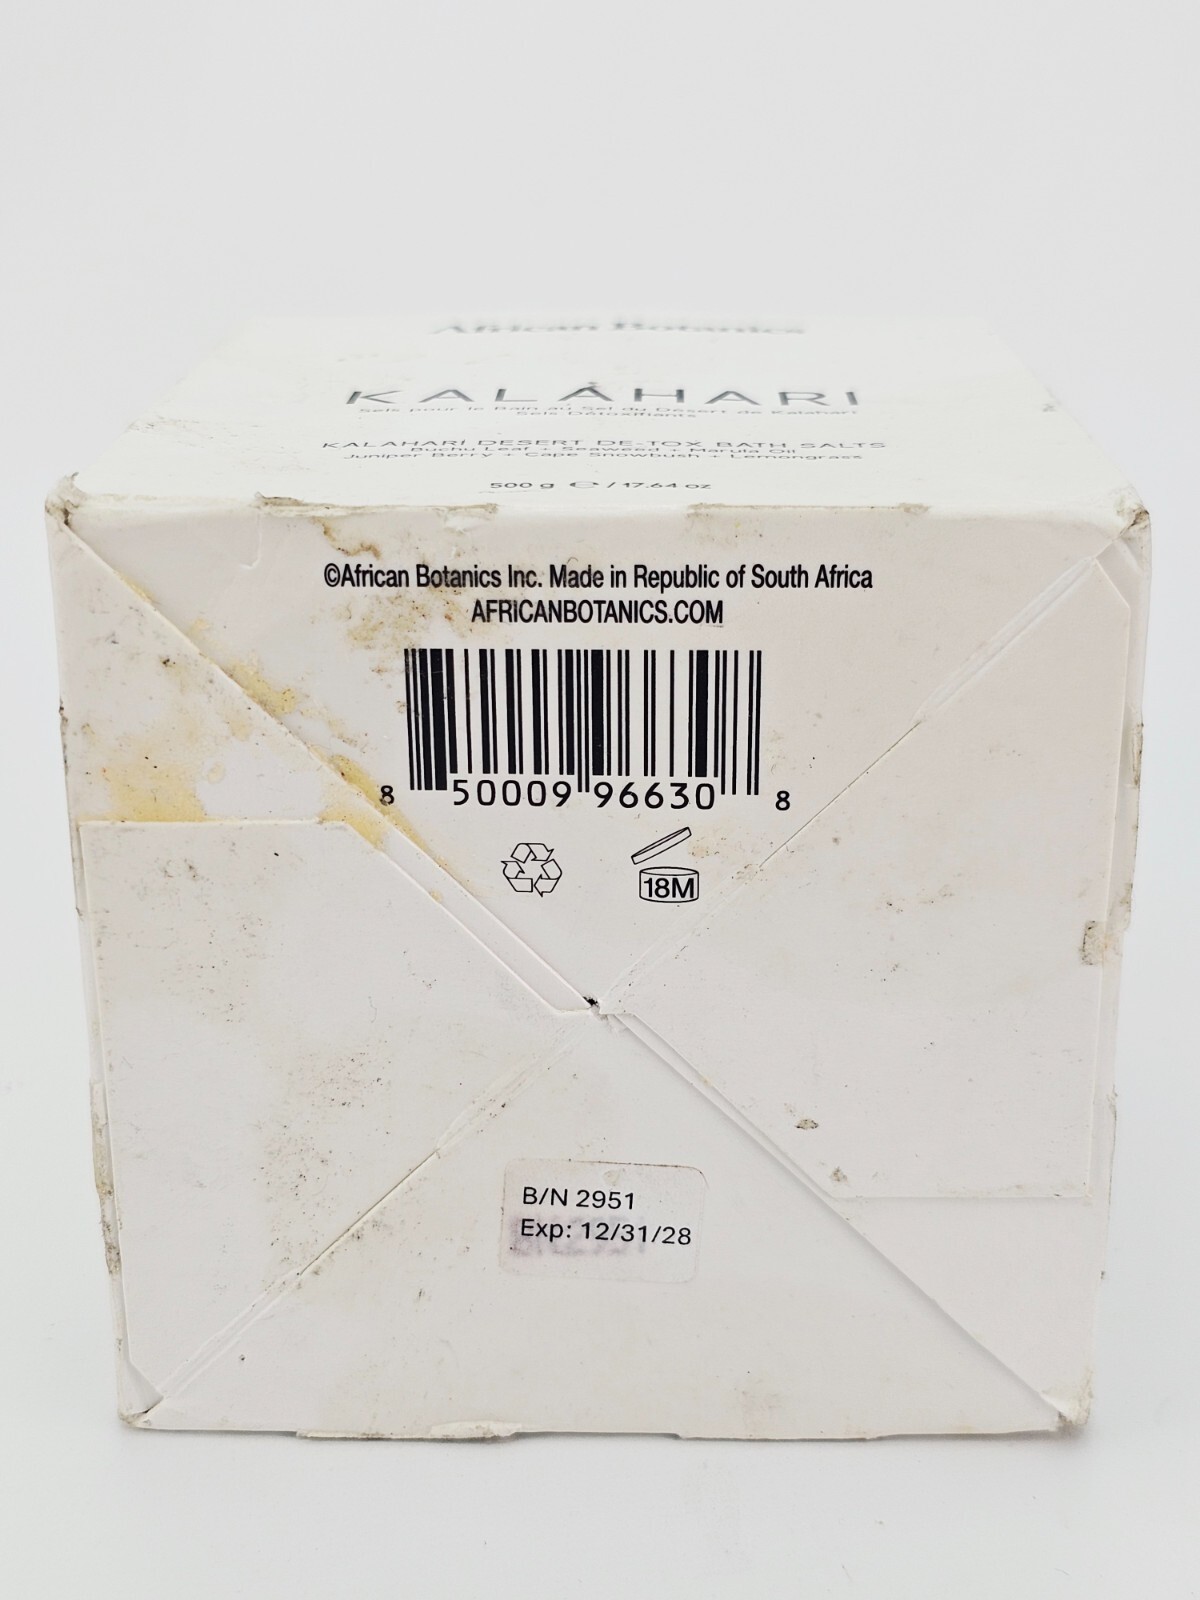 African Botanics
KALAHARI
Sels pour le Bain au Sel du Désert de Kalahari
Sels Détoxifiants
KALAHARI DESERT DE-TOX BATH SALTS
Buchu Leaf + Seaweed + Marula Oil
Juniper Berry + Cape Snowbush + Lemongrass
500 g ℮ / 17.64 oz
©African Botanics Inc. Made in Republic of South Africa
AFRICANBOTANICS.COM
8 50009 96630 8
18M
B/N 2951
Exp: 12/31/28